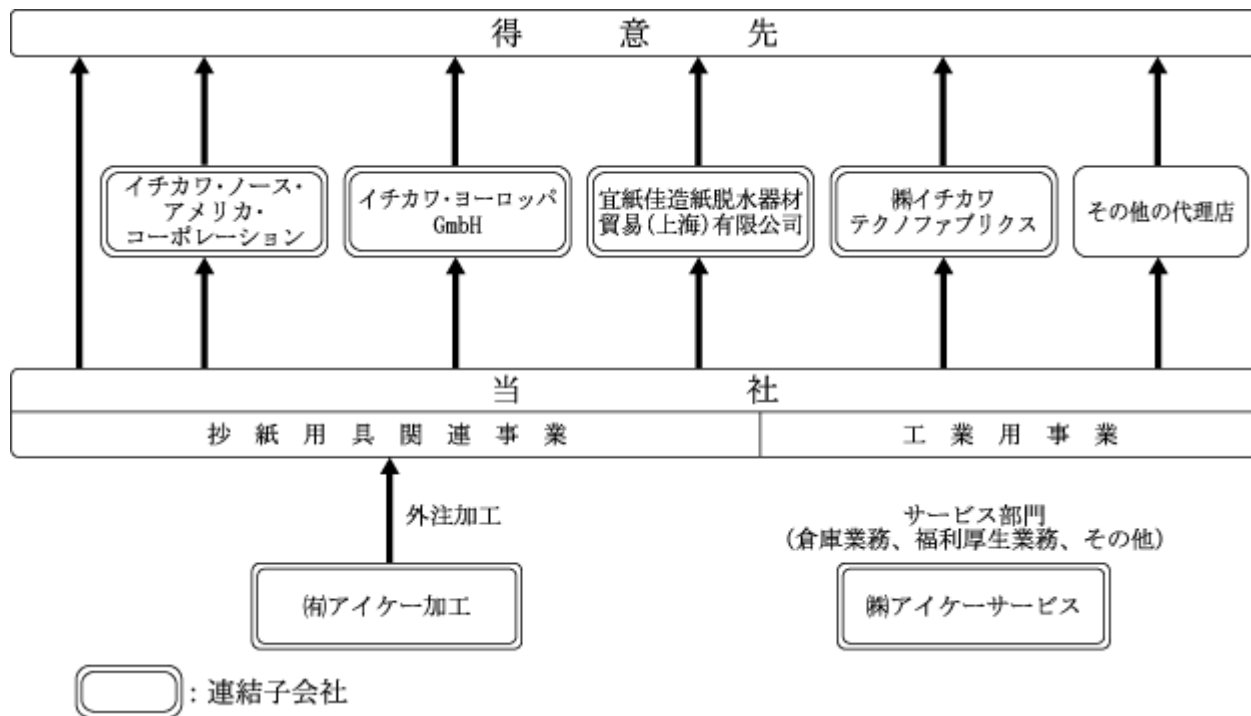 得意先
イチカワ・ノース・
アメリカ・
コーポレーション
イチカワ・ヨーロッパ
GmbH
宜紙佳造紙脱水器材
貿易(上海)有限公司
㈱イチカワ
テクノファブリクス
その他の代理店
当社
抄紙用具関連事業
工業用事業
外注加工
サービス部門
(倉庫業務、福利厚生業務、その他)
㈲アイケー加工
㈱アイケーサービス
:連結子会社